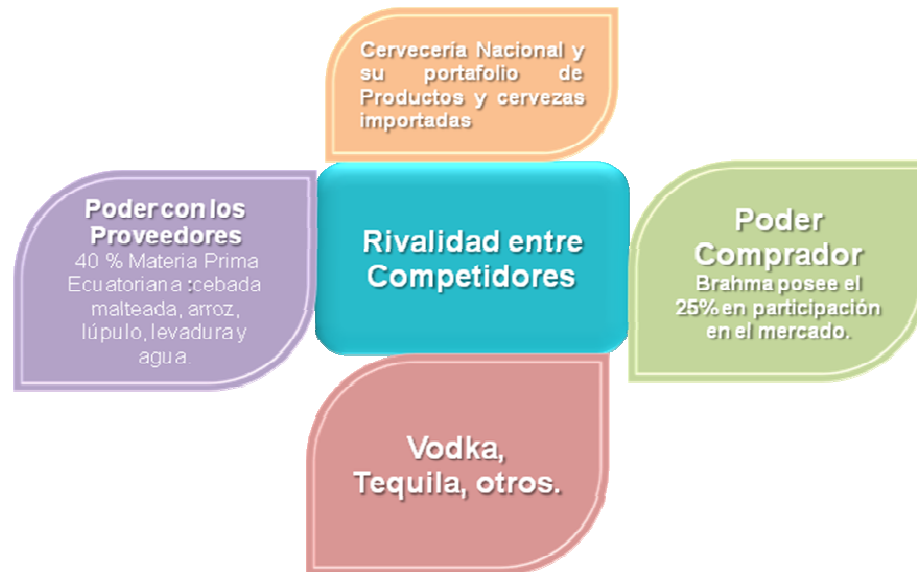 Cervecería Nacional y
su portafolio de
Productos y cervezas
importadas
Poder con los
Proveedores
40 % Materia Prima
Ecuatoriana :cebada
malteada, arroz,
lúpulo, levadura y
agua.
Rivalidad entre
Competidores
Poder
Comprador
Brahma posee el
25% en participación
en el mercado.
Vodka,
Tequila, otros.